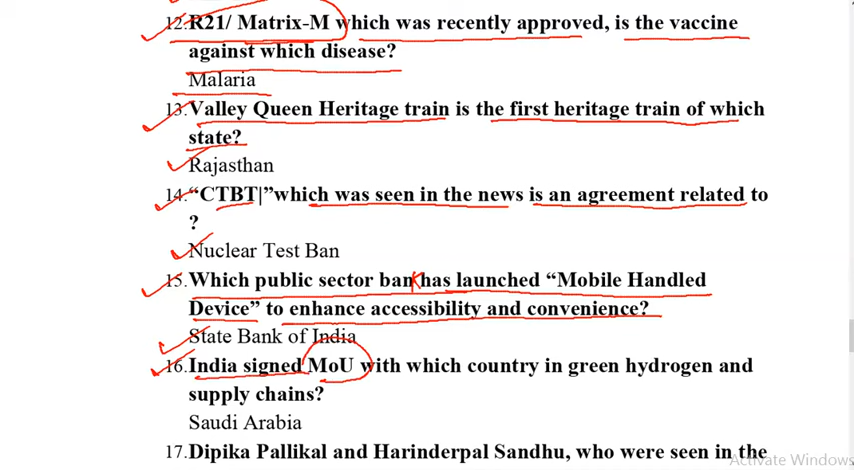 12. R21/ Matrix-M which was recently approved, is the vaccine
against which disease?
Malaria
13. Valley Queen Heritage train is the first heritage train of which
state?
Rajasthan
14. “CTBT|”which was seen in the news is an agreement related to
?
Nuclear Test Ban
15. Which public sector bank has launched “Mobile Handled
Device” to enhance accessibility and convenience?
State Bank of India
16. India signed MoU with which country in green hydrogen and
supply chains?
Saudi Arabia
17. Dipika Pallikal and Harinderpal Sandhu, who were seen in the
Activate Windows